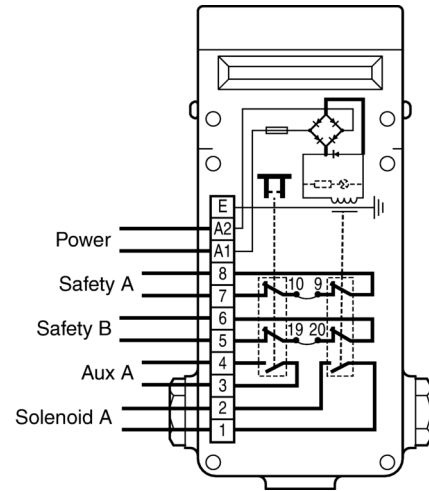 E
A2
Power
A1
8
Safety A
7 10 9
6
Safety B
5 19 20
4
Aux A
3
2
Solenoid A
1